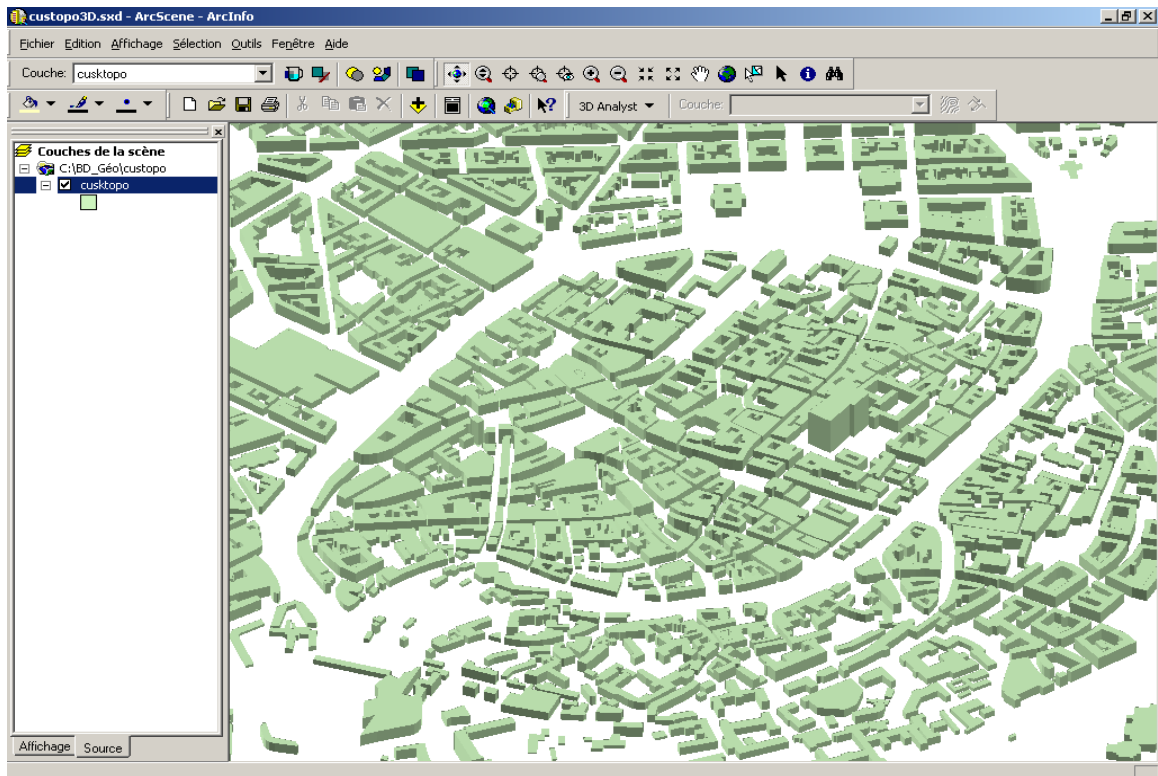 custopo3D.sxd - ArcScene - ArcInfo
Fichier Edition Affichage Sélection Outils Fenêtre Aide
Couche: cusktopo
3D Analyst Couche:
Couches de la scène
C:\BD_Géo\custopo
cusktopo
Affichage Source